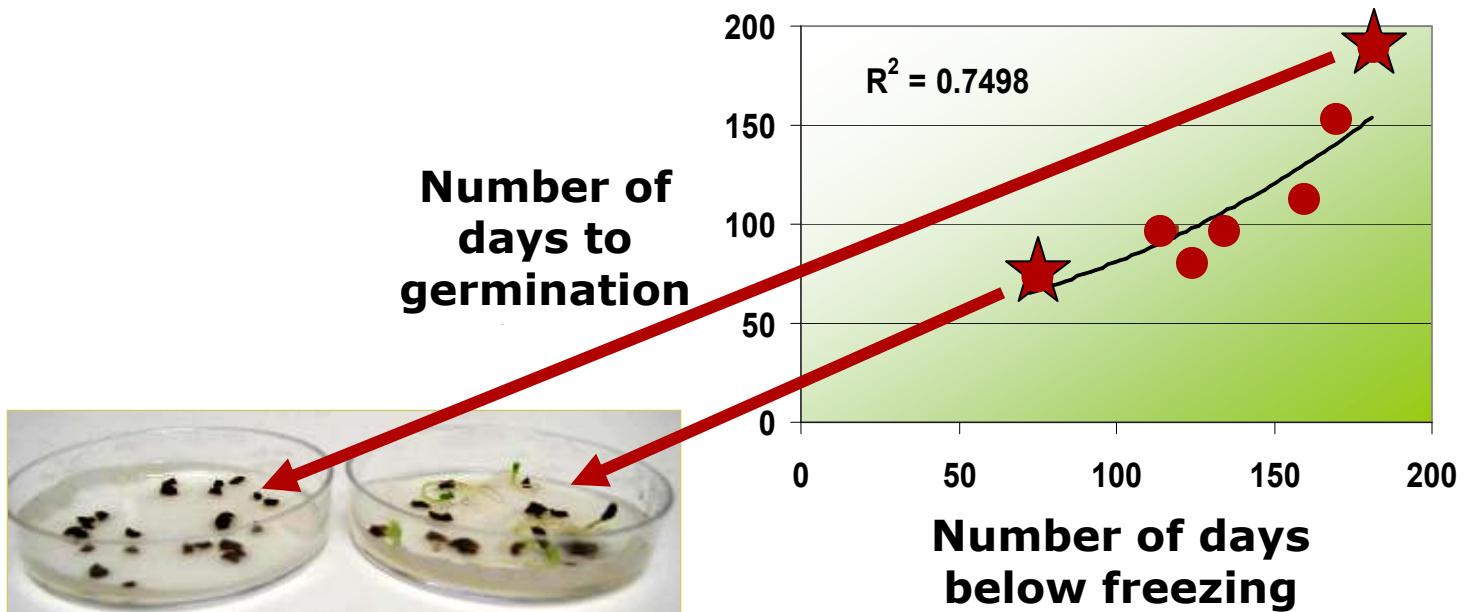 R² = 0.7498
Number of
days to
germination
200
150
100
50
0
0 50 100 150 200
Number of days
below freezing